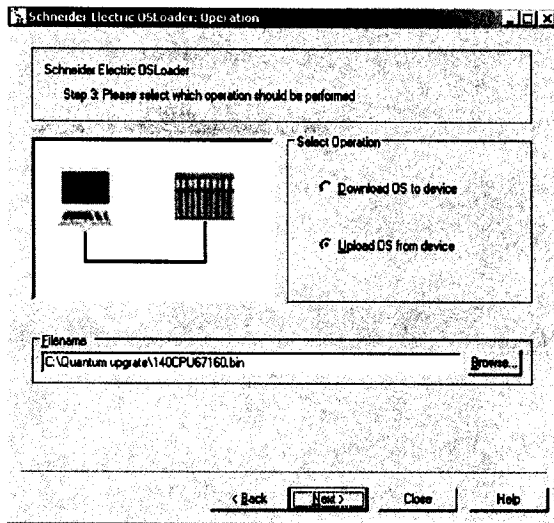 Schneider Electric OSLoader: Operation
Schneider Electric OSLoader
Step 3: Please select which operation should be performed
Select Operation
Download OS to device
Upload OS from device
Filename
C:\Quantum upgrate\140CPU67160.bin
Browse...
< Back
Next >
Close
Help